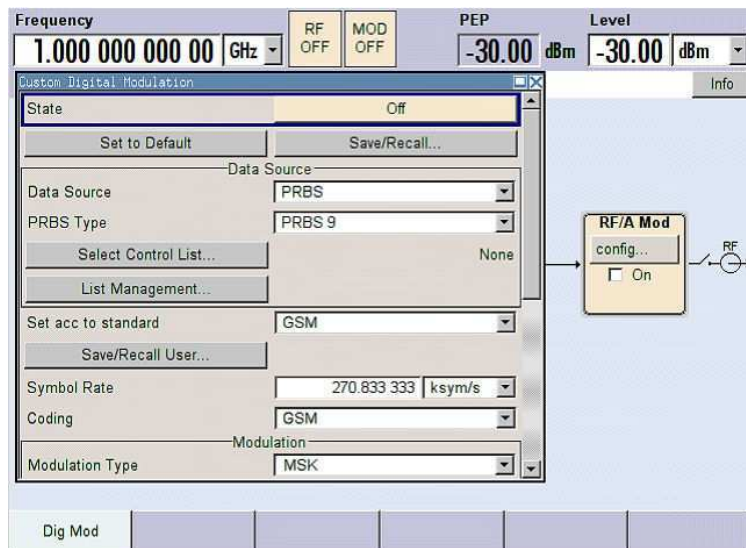 Frequency
RF OFF
MOD OFF
PEP
Level
1.000 000 000 00 GHz
-30.00 dBm
-30.00 dBm
Custom Digital Modulation
Info
State Off
Set to Default
Save/Recall...
Data Source
Data Source PRBS
PRBS Type PRBS 9
Select Control List... None
List Management...
Set acc to standard GSM
Save/Recall User...
Symbol Rate 270.833 333 ksym/s
Coding GSM
Modulation
Modulation Type MSK
RF/A Mod
config...
On
RF
Dig Mod